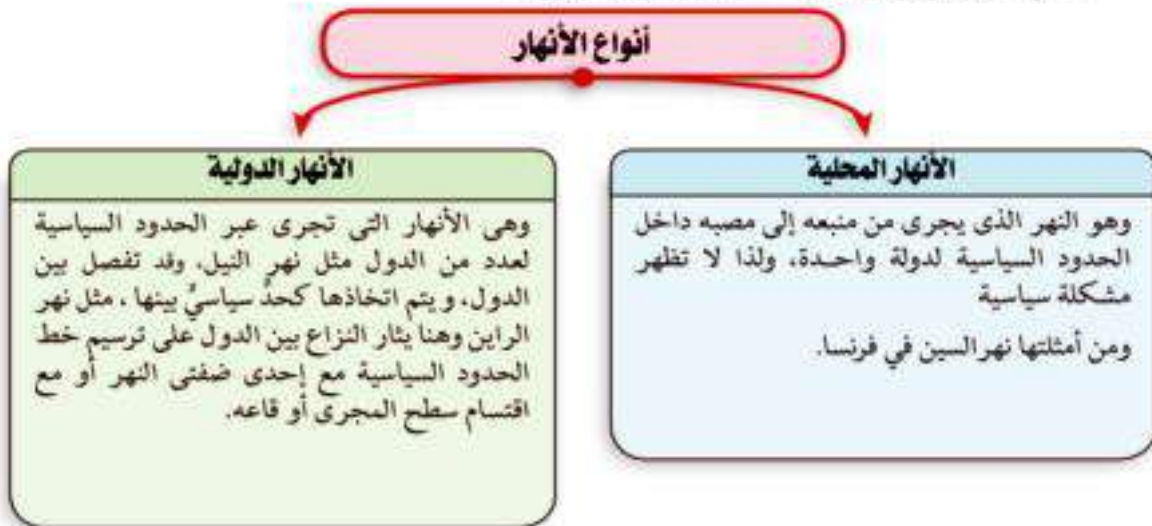 أنواع الأنهار
الأنهار المحلية
وهو النهر الذى يجرى من منبعه إلى مصبه داخل
الحدود السياسية لدولة واحدة، ولذا لا تظهر
مشكلة سياسية
ومن أمثلتها نهر السين في فرنسا.
الأنهار الدولية
وهى الأنهار التى تجرى عبر الحدود السياسية
لعدد من الدول مثل نهر النيل، وقد تفصل بين
الدول، ويتم اتخاذها كحدٍّ سياسيٍّ بينها، مثل نهر
الراين وهنا يثار النزاع بين الدول على ترسيم خط
الحدود السياسية مع إحدى ضفتى النهر أو مع
اقتسام سطح المجرى أو قاعه.